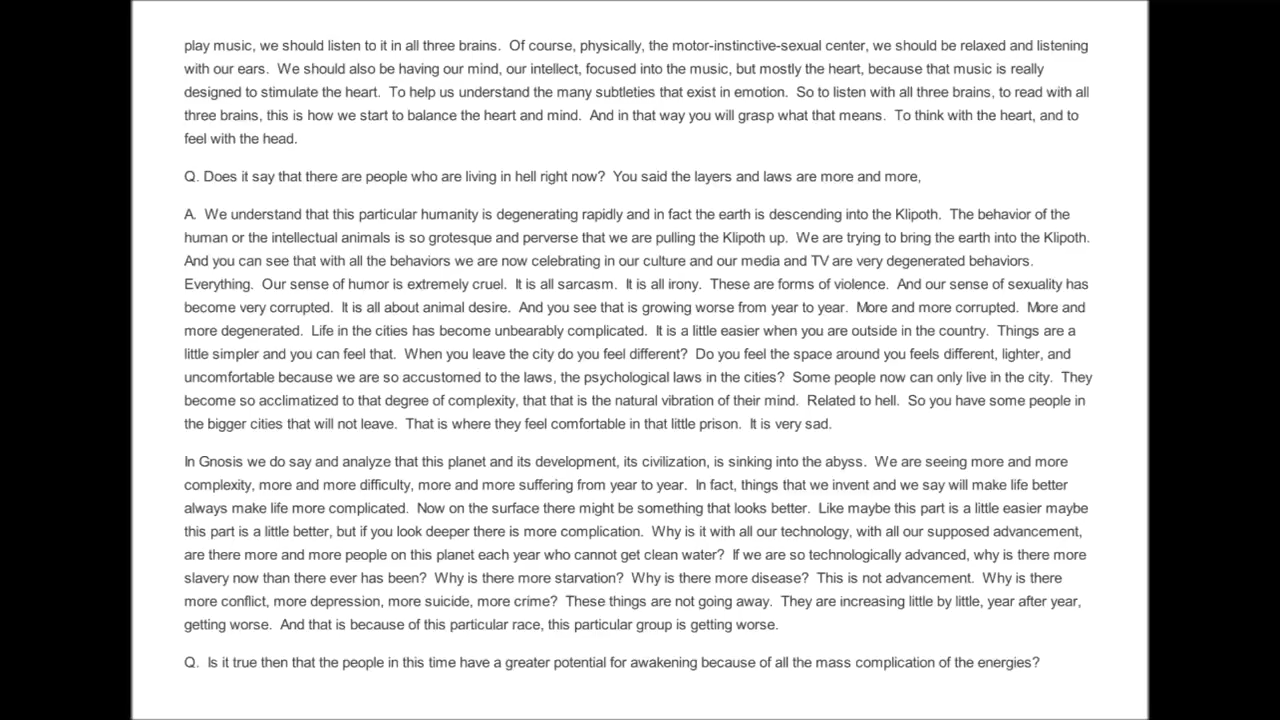 play music, we should listen to it in all three brains.  Of course, physically, the motor-instinctive-sexual center, we should be relaxed and listening
with our ears.  We should also be having our mind, our intellect, focused into the music, but mostly the heart, because that music is really
designed to stimulate the heart.  To help us understand the many subtleties that exist in emotion.  So to listen with all three brains, to read with all
three brains, this is how we start to balance the heart and mind.  And in that way you will grasp what that means.  To think with the heart, and to
feel with the head.
Q. Does it say that there are people who are living in hell right now?  You said the layers and laws are more and more,
A.  We understand that this particular humanity is degenerating rapidly and in fact the earth is descending into the Klipoth.  The behavior of the
human or the intellectual animals is so grotesque and perverse that we are pulling the Klipoth up.  We are trying to bring the earth into the Klipoth.
And you can see that with all the behaviors we are now celebrating in our culture and our media and TV are very degenerated behaviors.
Everything.  Our sense of humor is extremely cruel.  It is all sarcasm.  It is all irony.  These are forms of violence.  And our sense of sexuality has
become very corrupted.  It is all about animal desire.  And you see that is growing worse from year to year.  More and more corrupted.  More and
more degenerated.  Life in the cities has become unbearably complicated.  It is a little easier when you are outside in the country.  Things are a
little simpler and you can feel that.  When you leave the city do you feel different?  Do you feel the space around you feels different, lighter, and
uncomfortable because we are so accustomed to the laws, the psychological laws in the cities?  Some people now can only live in the city.  They
become so acclimatized to that degree of complexity, that that is the natural vibration of their mind.  Related to hell.  So you have some people in
the bigger cities that will not leave.  That is where they feel comfortable in that little prison.  It is very sad.
In Gnosis we do say and analyze that this planet and its development, its civilization, is sinking into the abyss.  We are seeing more and more
complexity, more and more difficulty, more and more suffering from year to year.  In fact, things that we invent and we say will make life better
always make life more complicated.  Now on the surface there might be something that looks better.  Like maybe this part is a little easier maybe
this part is a little better, but if you look deeper there is more complication.  Why is it with all our technology, with all our supposed advancement,
are there more and more people on this planet each year who cannot get clean water?  If we are so technologically advanced, why is there more
slavery now than there ever has been?  Why is there more starvation?  Why is there more disease?  This is not advancement.  Why is there
more conflict, more depression, more suicide, more crime?  These things are not going away.  They are increasing little by little, year after year,
getting worse.  And that is because of this particular race, this particular group is getting worse.
Q.  Is it true then that the people in this time have a greater potential for awakening because of all the mass complication of the energies?